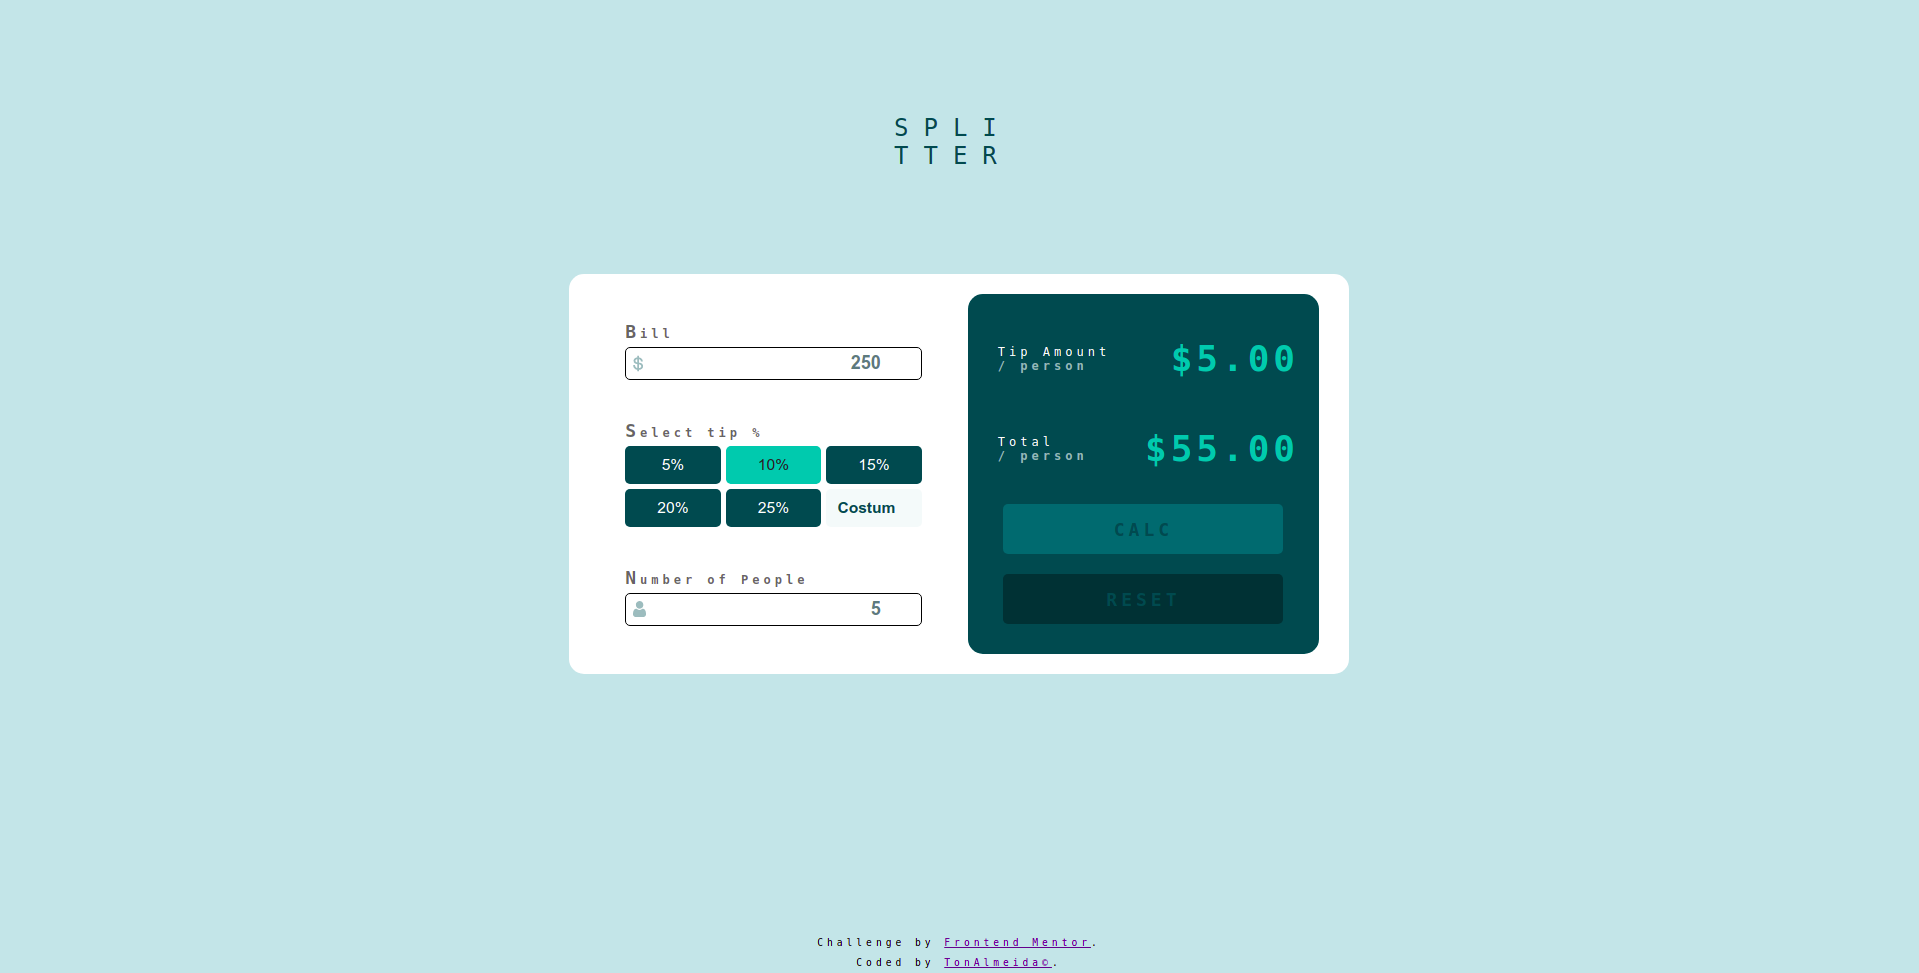 SPLI
TTER
Bill
$ 250
Select tip %
5% 10% 15%
20% 25% Costum
Number of People
5
Tip Amount
/ person
$5.00
Total
/ person
$55.00
CALC
RESET
Challenge by Frontend Mentor.
Coded by TonAlmeida©.